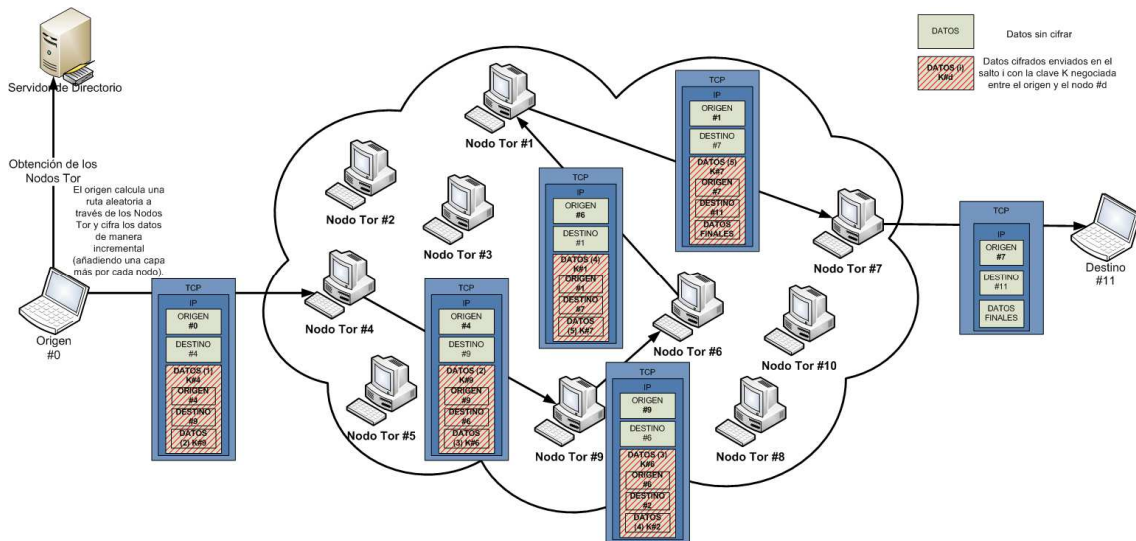 DATOS
Datos sin cifrar
DATOS (i)
K#d
Datos cifrados enviados en el
salto i con la clave K negociada
entre el origen y el nodo #d
Servidor de Directorio
Obtención de los
Nodos Tor
El origen calcula una
ruta aleatoria a
través de los Nodos
Tor y cifra los datos
de manera
incremental
(añadiendo una capa
más por cada nodo).
Origen
#0
TCP
IP
ORIGEN
#0
DESTINO
#4
DATOS (1)
K#4
ORIGEN
#4
DESTINO
#9
DATOS
(2) K#9
Nodo Tor #1
Nodo Tor #2
Nodo Tor #3
Nodo Tor #4
Nodo Tor #5
TCP
IP
ORIGEN
#4
DESTINO
#9
DATOS (2)
K#9
ORIGEN
#9
DESTINO
#6
DATOS
(3) K#6
Nodo Tor #9
TCP
IP
ORIGEN
#9
DESTINO
#6
DATOS (3)
K#6
ORIGEN
#6
DESTINO
#2
DATOS
(4) K#2
Nodo Tor #6
TCP
IP
ORIGEN
#6
DESTINO
#1
DATOS (4)
K#1
ORIGEN
#1
DESTINO
#7
DATOS
(5) K#7
TCP
IP
ORIGEN
#1
DESTINO
#7
DATOS (5)
K#7
ORIGEN
#7
DESTINO
#11
DATOS
FINALES
Nodo Tor #7
Nodo Tor #10
Nodo Tor #8
TCP
IP
ORIGEN
#7
DESTINO
#11
DATOS
FINALES
Destino
#11